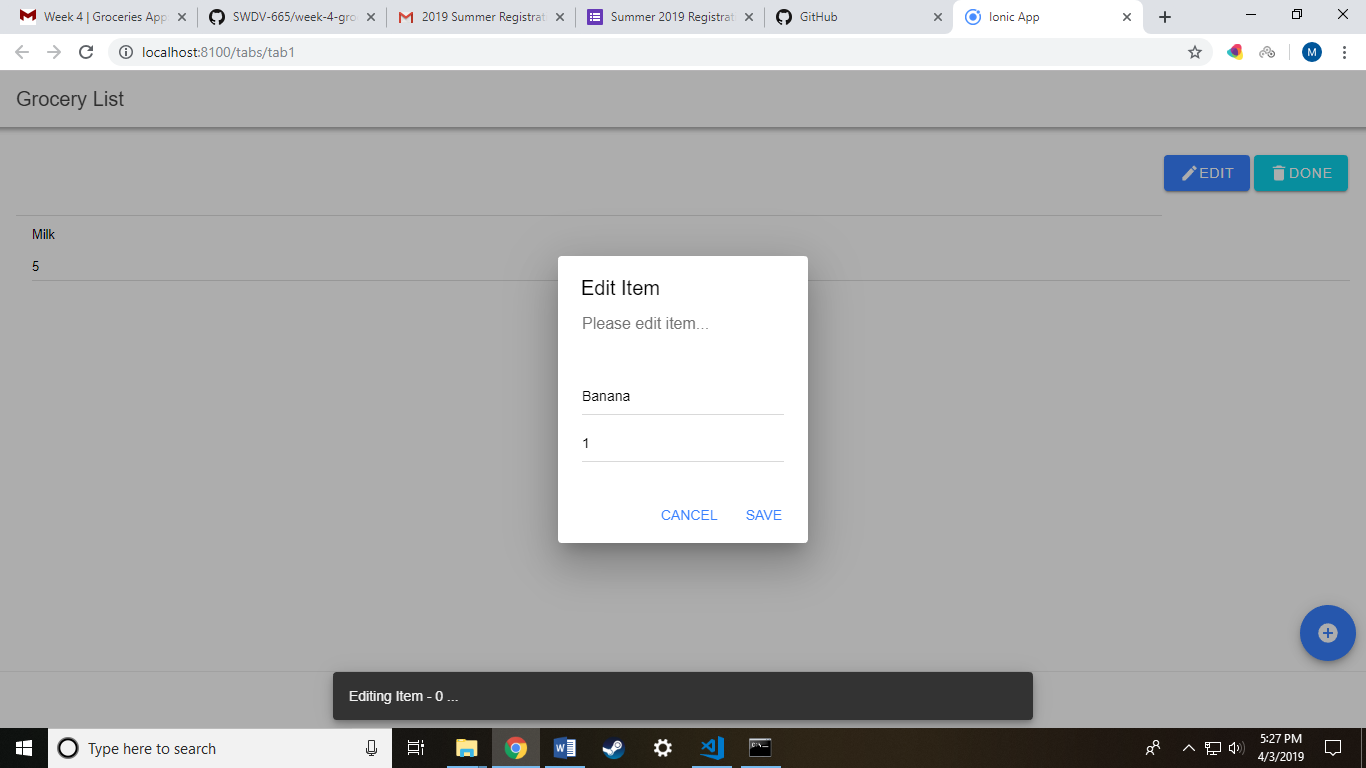 Week 4 | Groceries App
SWDV-665/week-4-gro
2019 Summer Registrat
Summer 2019 Registrat
GitHub
Ionic App
localhost:8100/tabs/tab1
M
Grocery List
EDIT
DONE
Milk
5
Edit Item
Please edit item...
Banana
1
CANCEL
SAVE
Editing Item - 0 ...
Type here to search
5:27 PM
4/3/2019